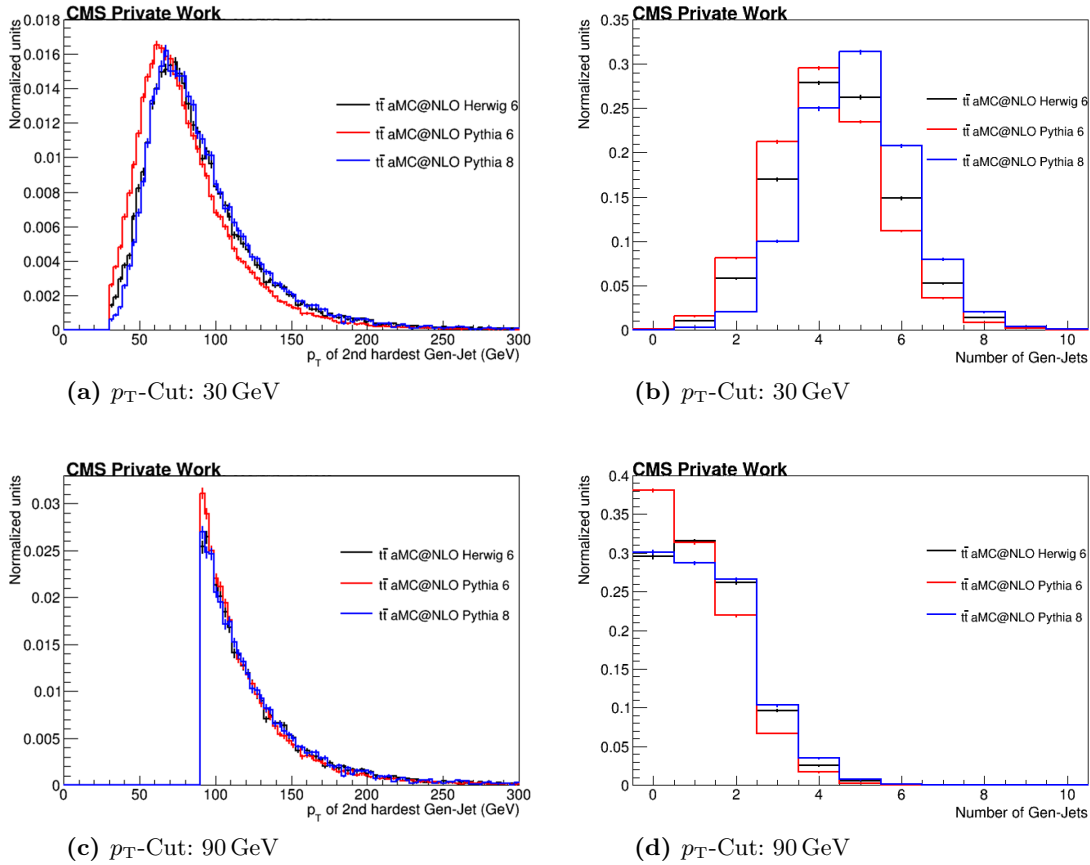 CMS Private Work
Normalized units
0.018
0.016
0.014
0.012
0.01
0.008
0.006
0.004
0.002
0
tt̄ aMC@NLO Herwig 6
tt̄ aMC@NLO Pythia 6
tt̄ aMC@NLO Pythia 8
0 50 100 150 200 250 300
pT of 2nd hardest Gen-Jet (GeV)
(a) pT-Cut: 30 GeV
CMS Private Work
Normalized units
0.35
0.3
0.25
0.2
0.15
0.1
0.05
0
tt̄ aMC@NLO Herwig 6
tt̄ aMC@NLO Pythia 6
tt̄ aMC@NLO Pythia 8
0 2 4 6 8 10
Number of Gen-Jets
(b) pT-Cut: 30 GeV
CMS Private Work
Normalized units
0.03
0.025
0.02
0.015
0.01
0.005
0
tt̄ aMC@NLO Herwig 6
tt̄ aMC@NLO Pythia 6
tt̄ aMC@NLO Pythia 8
0 50 100 150 200 250 300
pT of 2nd hardest Gen-Jet (GeV)
(c) pT-Cut: 90 GeV
CMS Private Work
Normalized units
0.4
0.35
0.3
0.25
0.2
0.15
0.1
0.05
0
tt̄ aMC@NLO Herwig 6
tt̄ aMC@NLO Pythia 6
tt̄ aMC@NLO Pythia 8
0 2 4 6 8 10
Number of Gen-Jets
(d) pT-Cut: 90 GeV